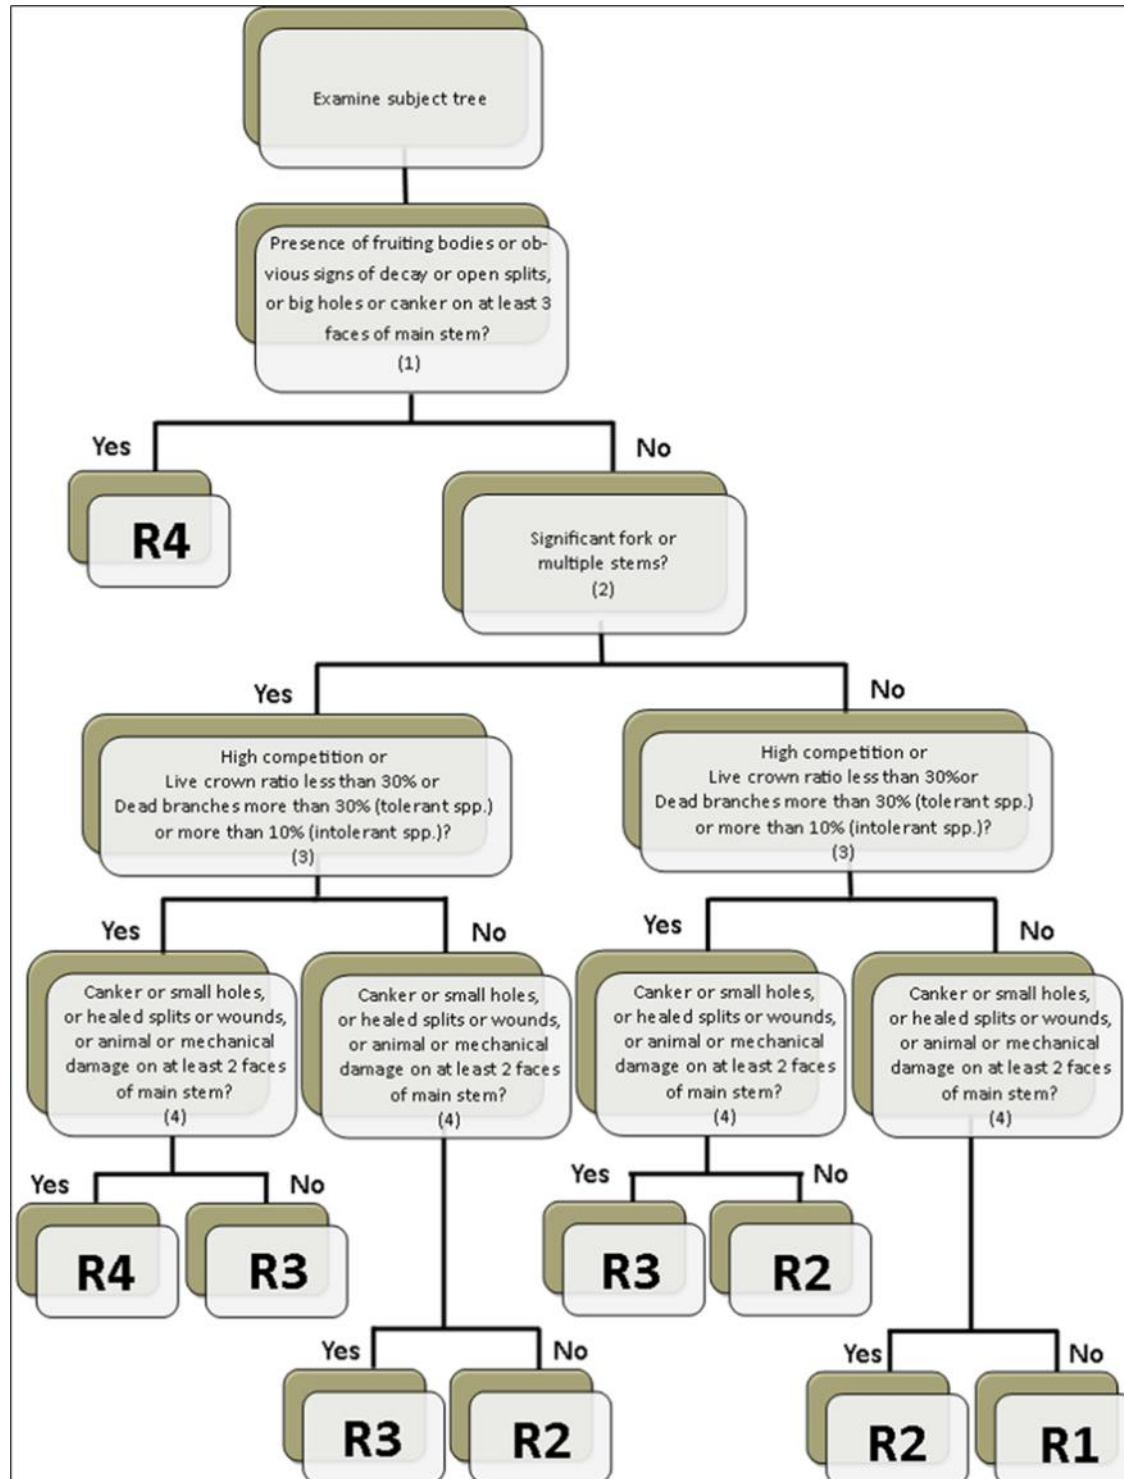 Examine subject tree
Presence of fruiting bodies or ob-
vious signs of decay or open splits,
or big holes or canker on at least 3
faces of main stem?
(1)
Yes
No
R4
Significant fork or
multiple stems?
(2)
Yes
No
High competition or
Live crown ratio less than 30% or
Dead branches more than 30% (tolerant spp.)
or more than 10% (intolerant spp.)?
(3)
High competition or
Live crown ratio less than 30%or
Dead branches more than 30% (tolerant spp.)
or more than 10% (intolerant spp.)?
(3)
Yes
No
Yes
No
Canker or small holes,
or healed splits or wounds,
or animal or mechanical
damage on at least 2 faces
of main stem?
(4)
Canker or small holes,
or healed splits or wounds,
or animal or mechanical
damage on at least 2 faces
of main stem?
(4)
Canker or small holes,
or healed splits or wounds,
or animal or mechanical
damage on at least 2 faces
of main stem?
(4)
Canker or small holes,
or healed splits or wounds,
or animal or mechanical
damage on at least 2 faces
of main stem?
(4)
Yes
No
Yes
No
R4
R3
R3
R2
Yes
No
Yes
No
R3
R2
R2
R1